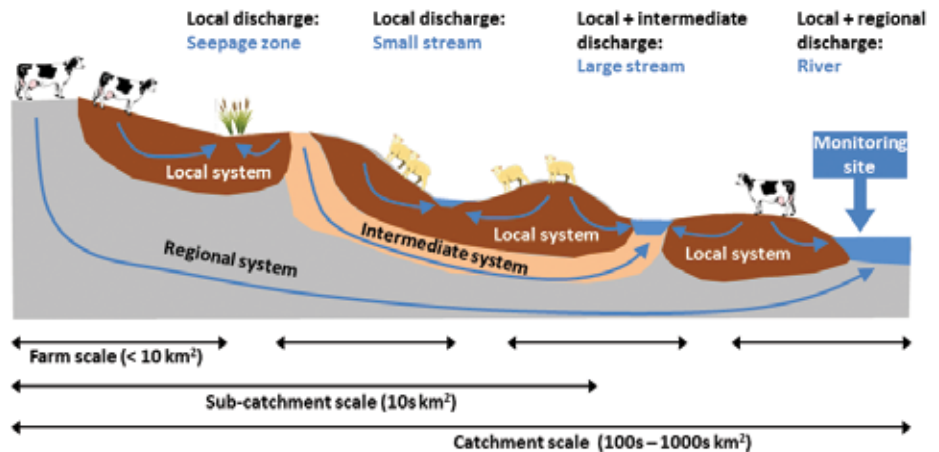 Local discharge:
Seepage zone
Local discharge:
Small stream
Local + intermediate
discharge:
Large stream
Local + regional
discharge:
River
Monitoring
site
Local system
Local system
Local system
Intermediate system
Regional system
Farm scale (< 10 km²)
Sub-catchment scale (10s km²)
Catchment scale (100s – 1000s km²)